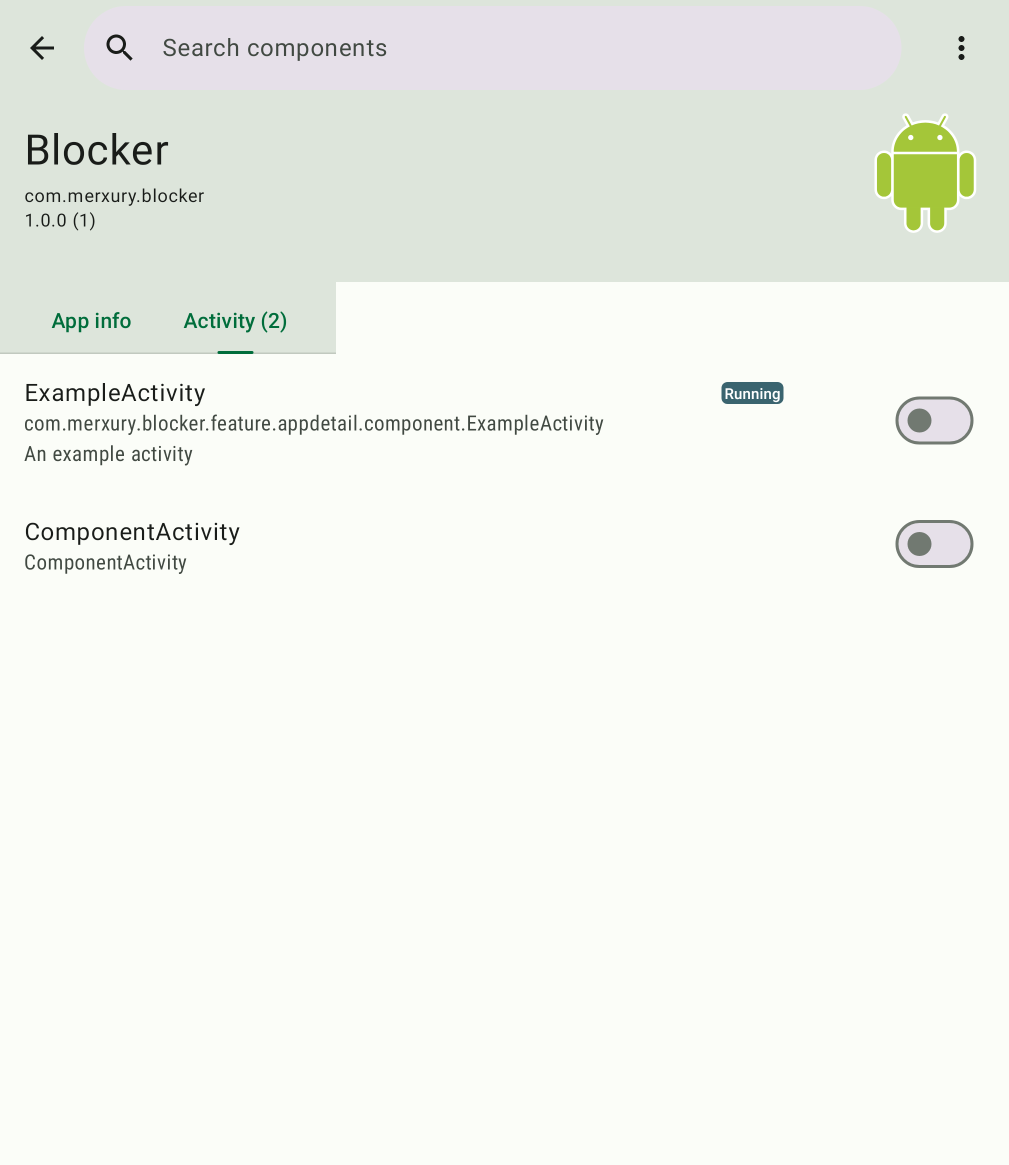 Search components
Blocker
com.merxury.blocker
1.0.0 (1)
App info
Activity (2)
ExampleActivity
Running
com.merxury.blocker.feature.appdetail.component.ExampleActivity
An example activity
ComponentActivity
ComponentActivity